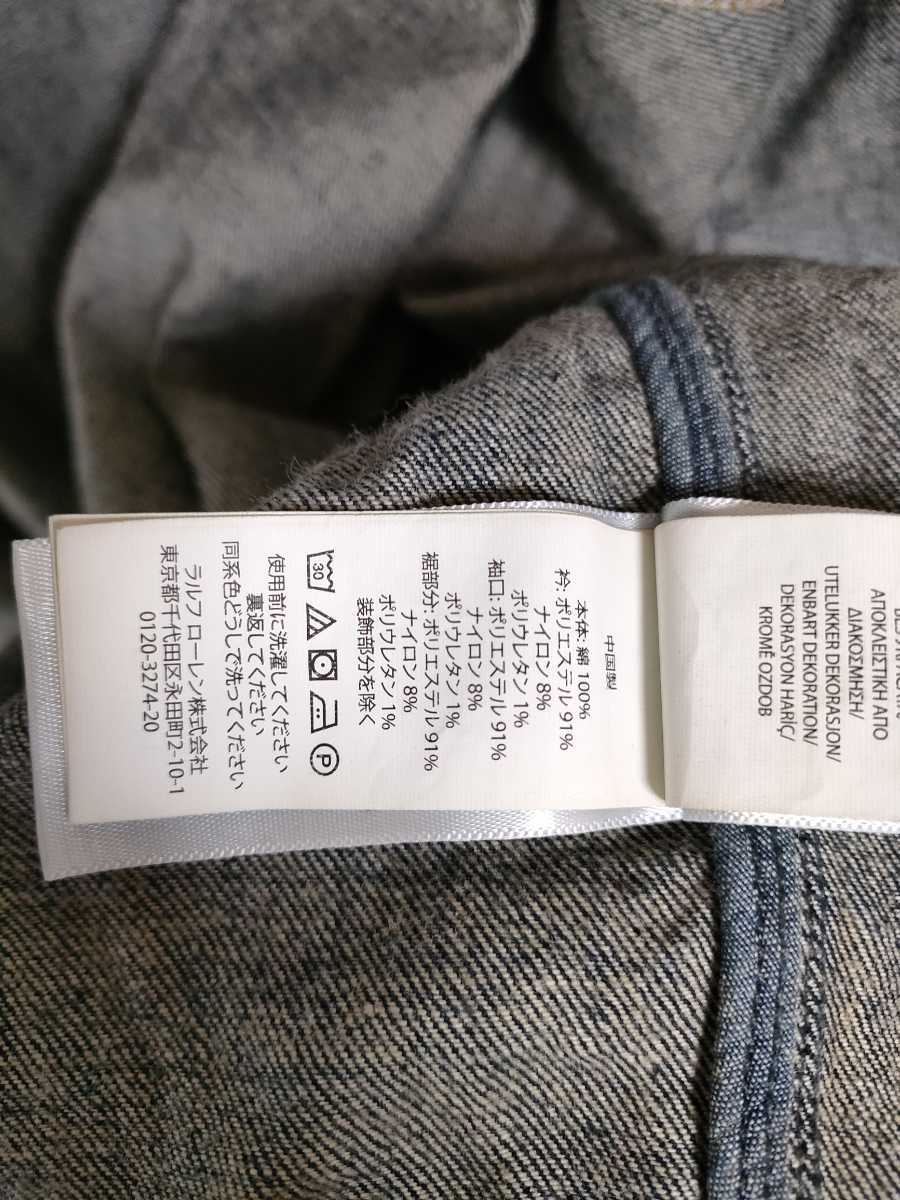 中国製
本体: 綿 100%
衿: ポリエステル 91%
ナイロン 8%
ポリウレタン 1%
袖口: ポリエステル 91%
ナイロン 8%
ポリウレタン 1%
裾部分: ポリエステル 91%
ナイロン 8%
ポリウレタン 1%
装飾部分を除く
30
P
使用前に洗濯してください
裏返してください
同系色どうしで洗ってください
ラルフ ローレン株式会社
東京都千代田区永田町2-10-1
0120-3274-20
ΑΠΟΚΛΕΙΣΤΙΚΗ ΑΠΟ
ΔΙΑΚΟΣΜΗΣΗ/
UTELUKKER DEKORASJON/
ENBART DEKORATION/
DEKORASYON HARİÇ/
KROMĚ OZDOB